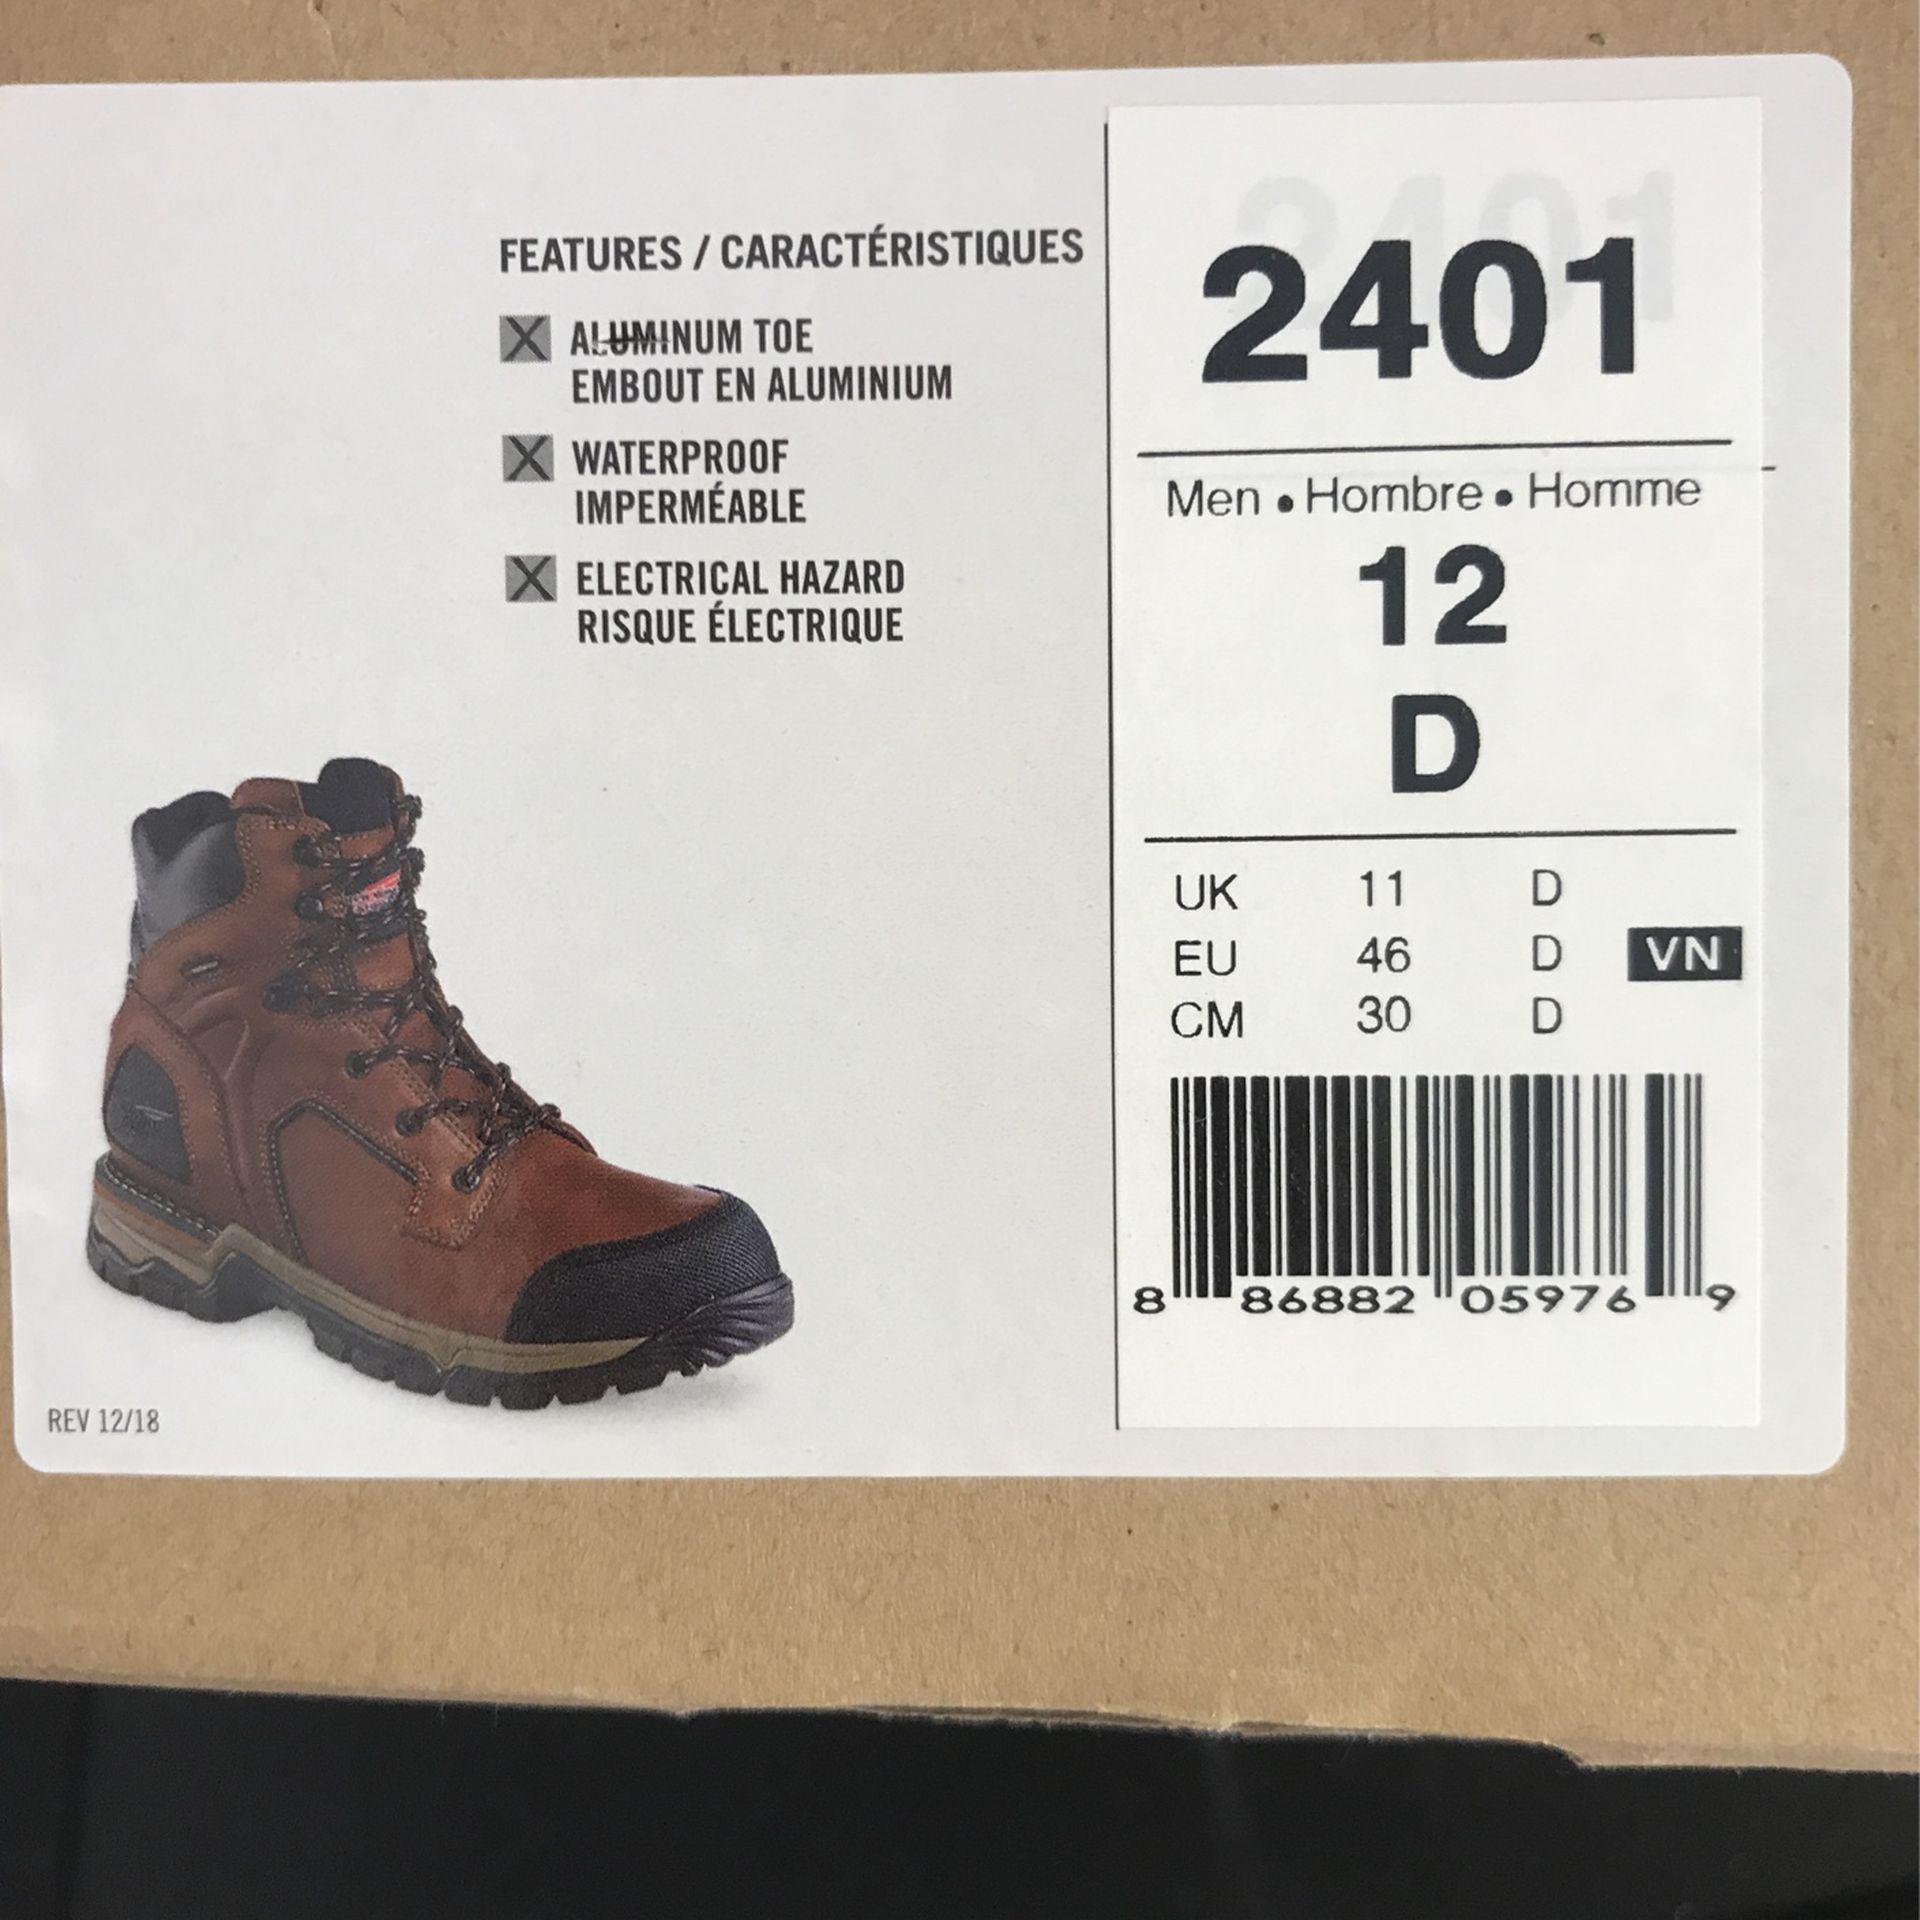 FEATURES / CARACTÉRISTIQUES
X ALUMINUM TOE
EMBOUT EN ALUMINIUM
X WATERPROOF
IMPERMÉABLE
X ELECTRICAL HAZARD
RISQUE ÉLECTRIQUE
REV 12/18
2401
2401
Men • Hombre • Homme
12
D
UK 11 D
EU 46 D VN
CM 30 D
8 86882 05976 9